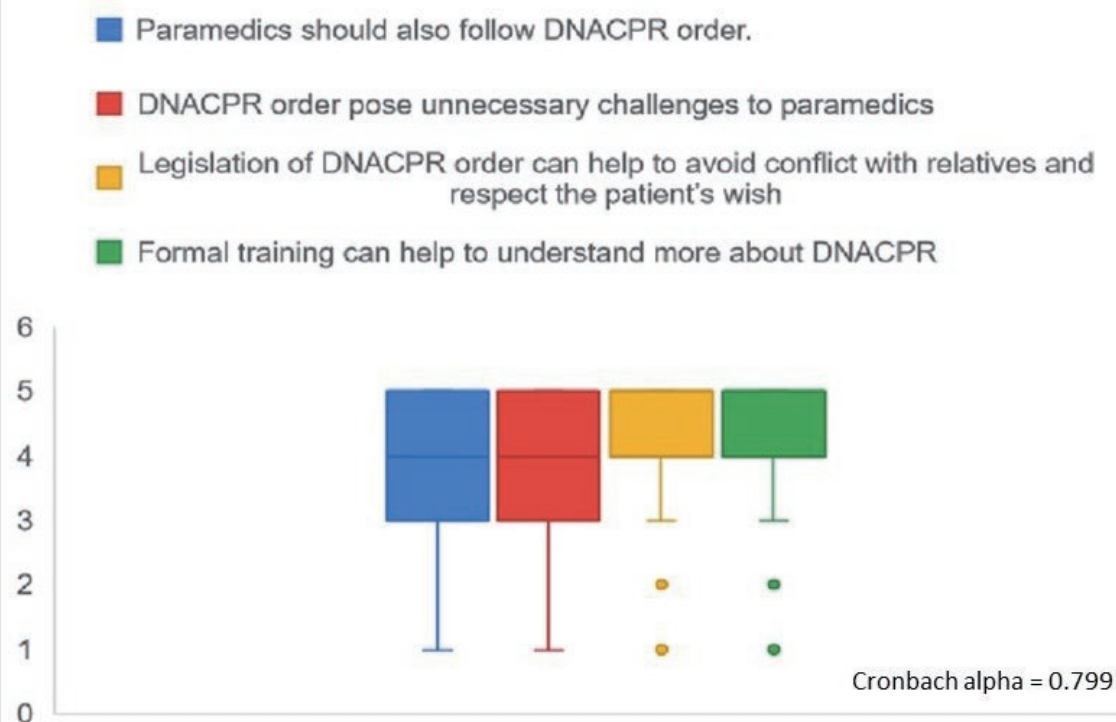 Paramedics should also follow DNACPR order.
DNACPR order pose unnecessary challenges to paramedics
Legislation of DNACPR order can help to avoid conflict with relatives and
respect the patient's wish
Formal training can help to understand more about DNACPR
6
5
4
3
2
1
0
Cronbach alpha = 0.799